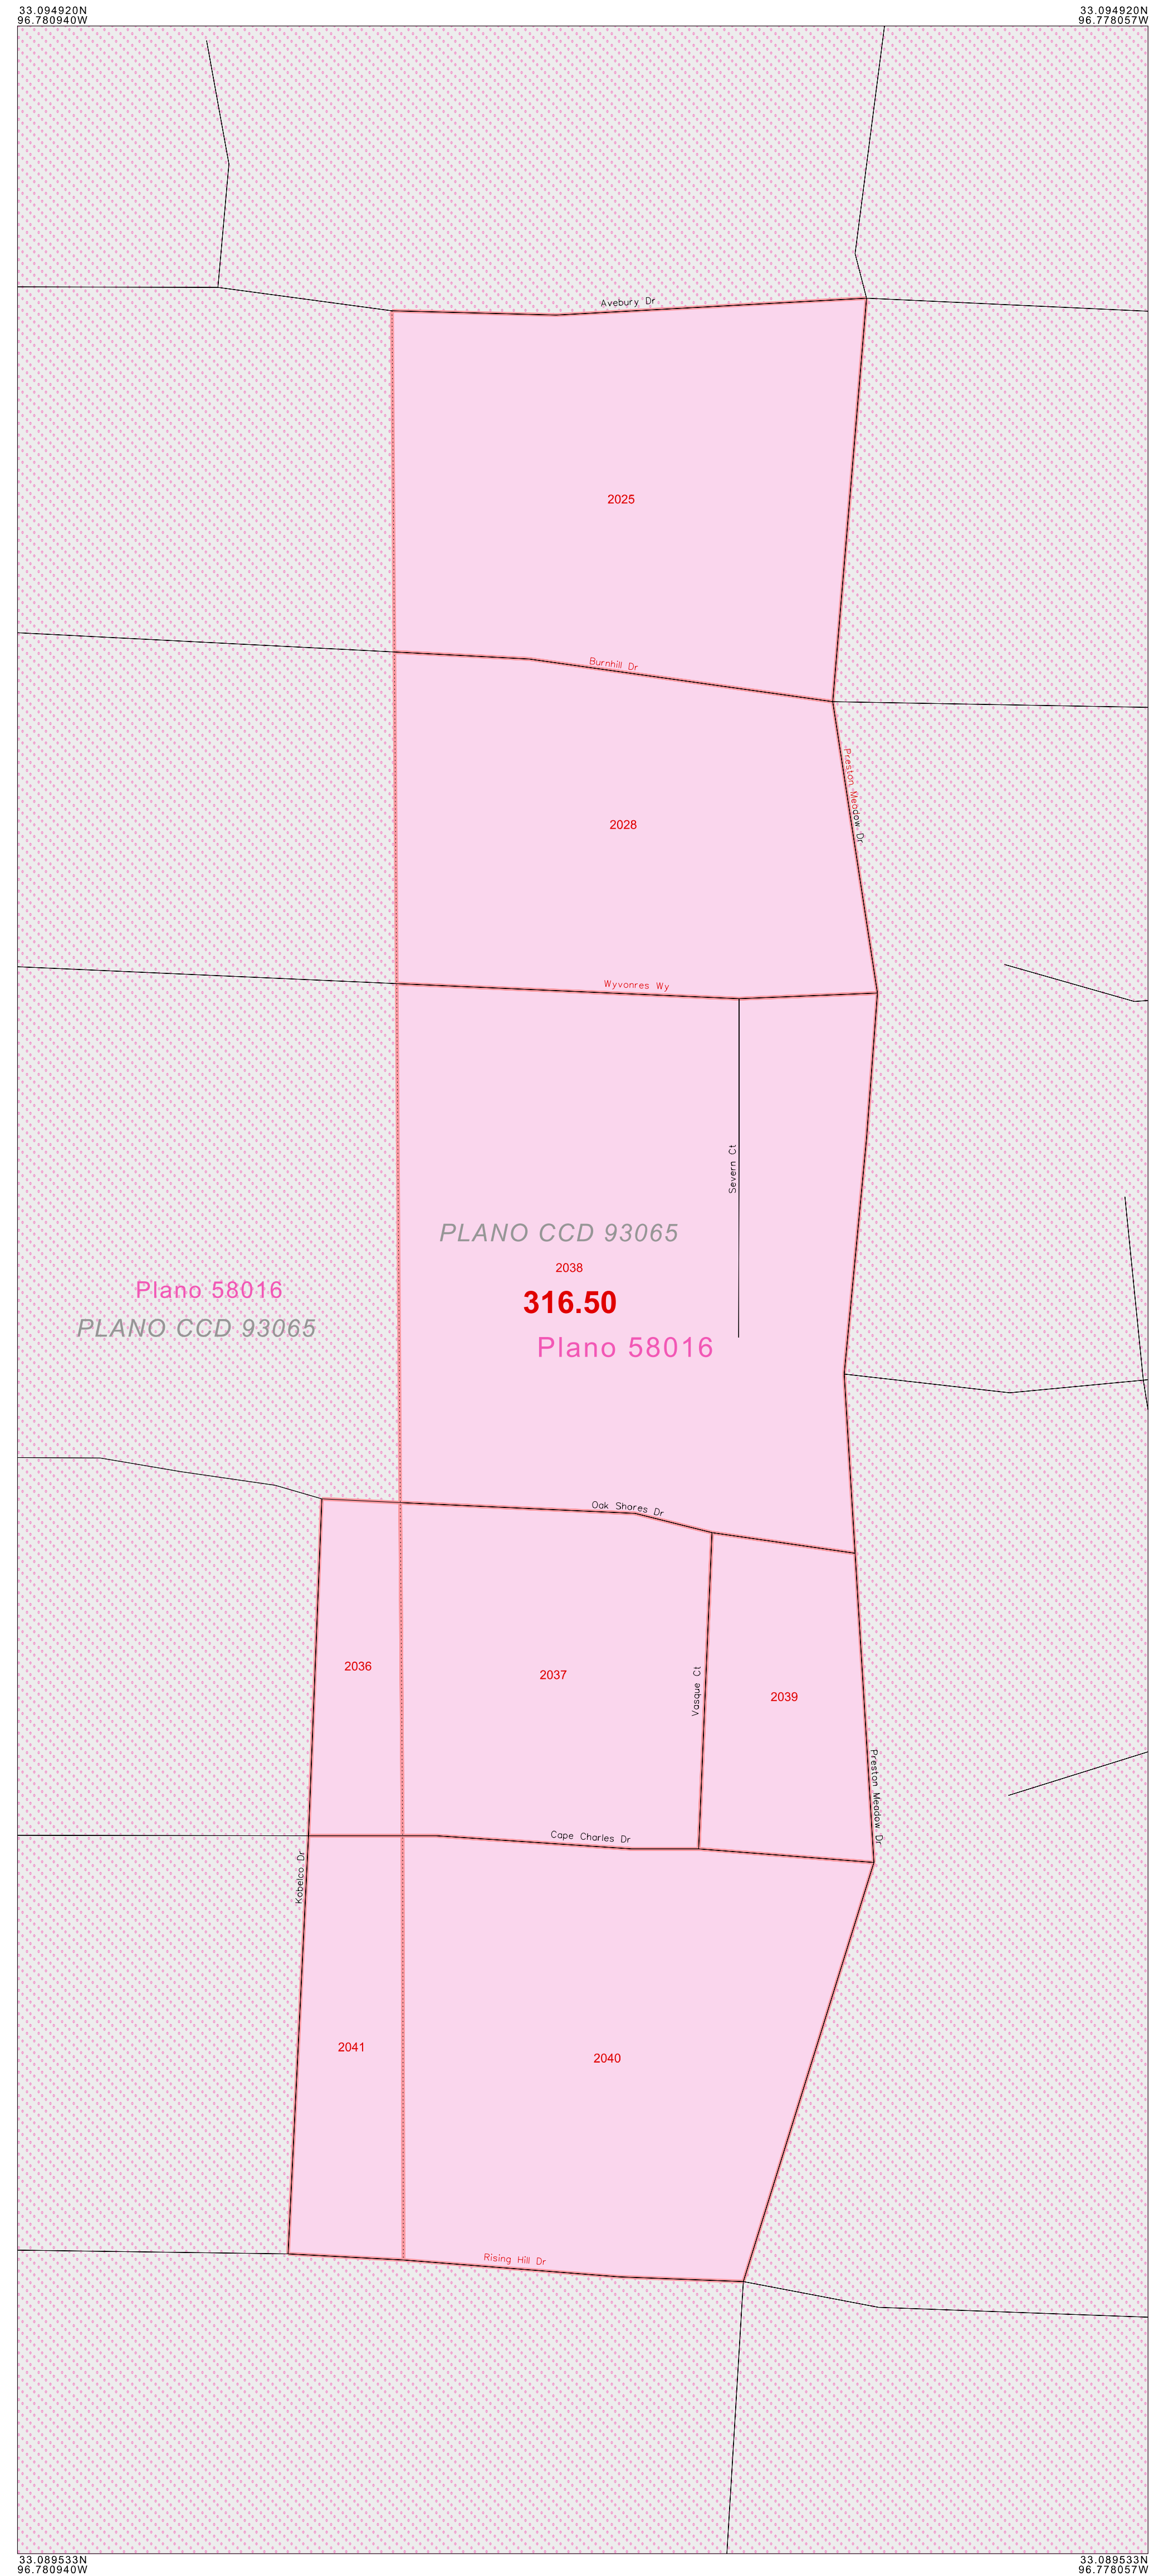 33.094920N
96.780940W
33.094920N
96.778057W
Avebury Dr
2025
Burnhill Dr
Preston Meadow Dr
2028
Wyvonres Wy
Severn Ct
PLANO CCD 93065
2038
Plano 58016
316.50
PLANO CCD 93065
Plano 58016
Oak Shores Dr
2036
2037
Vasque Ct
2039
Preston Meadow Dr
Cape Charles Dr
Kobelco Dr
2041
2040
Rising Hill Dr
33.089533N
96.780940W
33.089533N
96.778057W